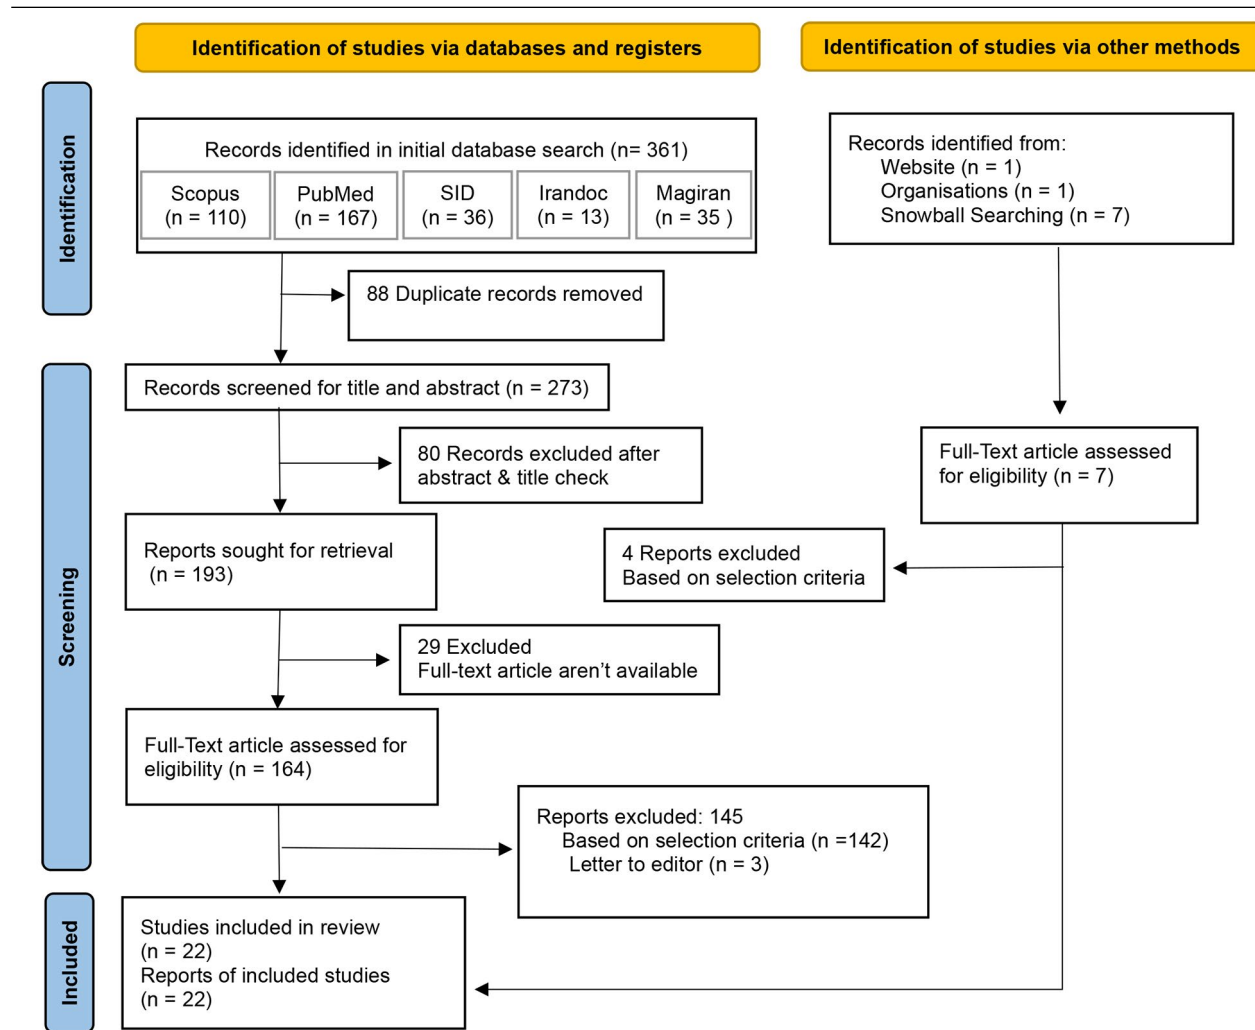 Identification of studies via databases and registers
Identification of studies via other methods
Identification
Records identified in initial database search (n= 361)
Scopus
(n = 110)
PubMed
(n = 167)
SID
(n = 36)
Irandoc
(n = 13)
Magiran
(n = 35 )
Records identified from:
Website (n = 1)
Organisations (n = 1)
Snowball Searching (n = 7)
88 Duplicate records removed
Screening
Records screened for title and abstract (n = 273)
80 Records excluded after
abstract & title check
Full-Text article assessed
for eligibility (n = 7)
Reports sought for retrieval
(n = 193)
4 Reports excluded
Based on selection criteria
29 Excluded
Full-text article aren’t available
Full-Text article assessed for
eligibility (n = 164)
Reports excluded: 145
Based on selection criteria (n =142)
Letter to editor (n = 3)
Included
Studies included in review
(n = 22)
Reports of included studies
(n = 22)